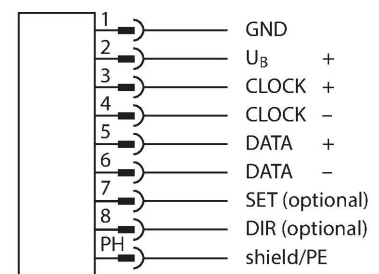 1 GND
2 U_B +
3 CLOCK +
4 CLOCK –
5 DATA +
6 DATA –
7 SET (optional)
8 DIR (optional)
PH shield/PE